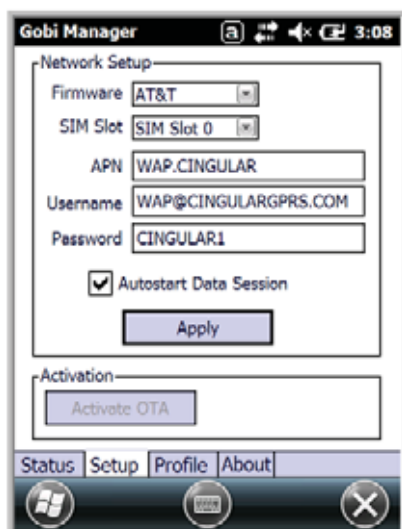 Gobi Manager a 3:08
Network Setup
Firmware AT&T
SIM Slot SIM Slot 0
APN WAP.CINGULAR
Username WAP@CINGULARGPRS.COM
Password CINGULAR1
Autostart Data Session
Apply
Activation
Activate OTA
Status Setup Profile About